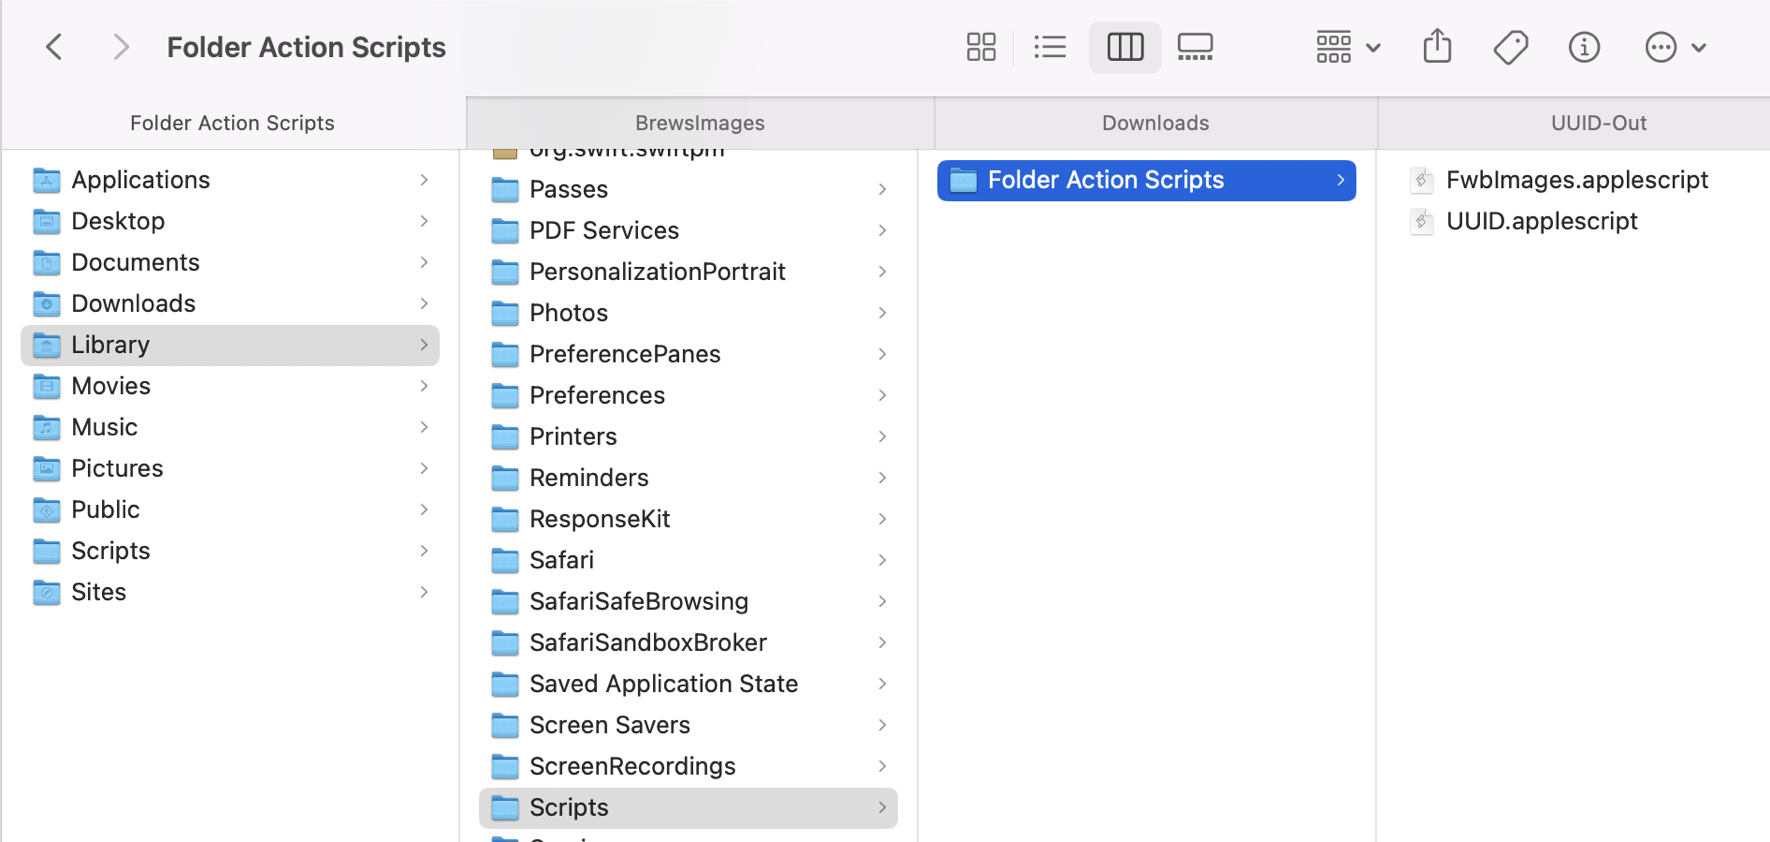 Folder Action Scripts
Folder Action Scripts
BrewsImages
Downloads
UUID-Out
Applications
Desktop
Documents
Downloads
Library
Movies
Music
Pictures
Public
Scripts
Sites
org.swift.swiftpm
Passes
PDF Services
PersonalizationPortrait
Photos
PreferencePanes
Preferences
Printers
Reminders
ResponseKit
Safari
SafariSafeBrowsing
SafariSandboxBroker
Saved Application State
Screen Savers
ScreenRecordings
Scripts
Folder Action Scripts
FwbImages.applescript
UUID.applescript